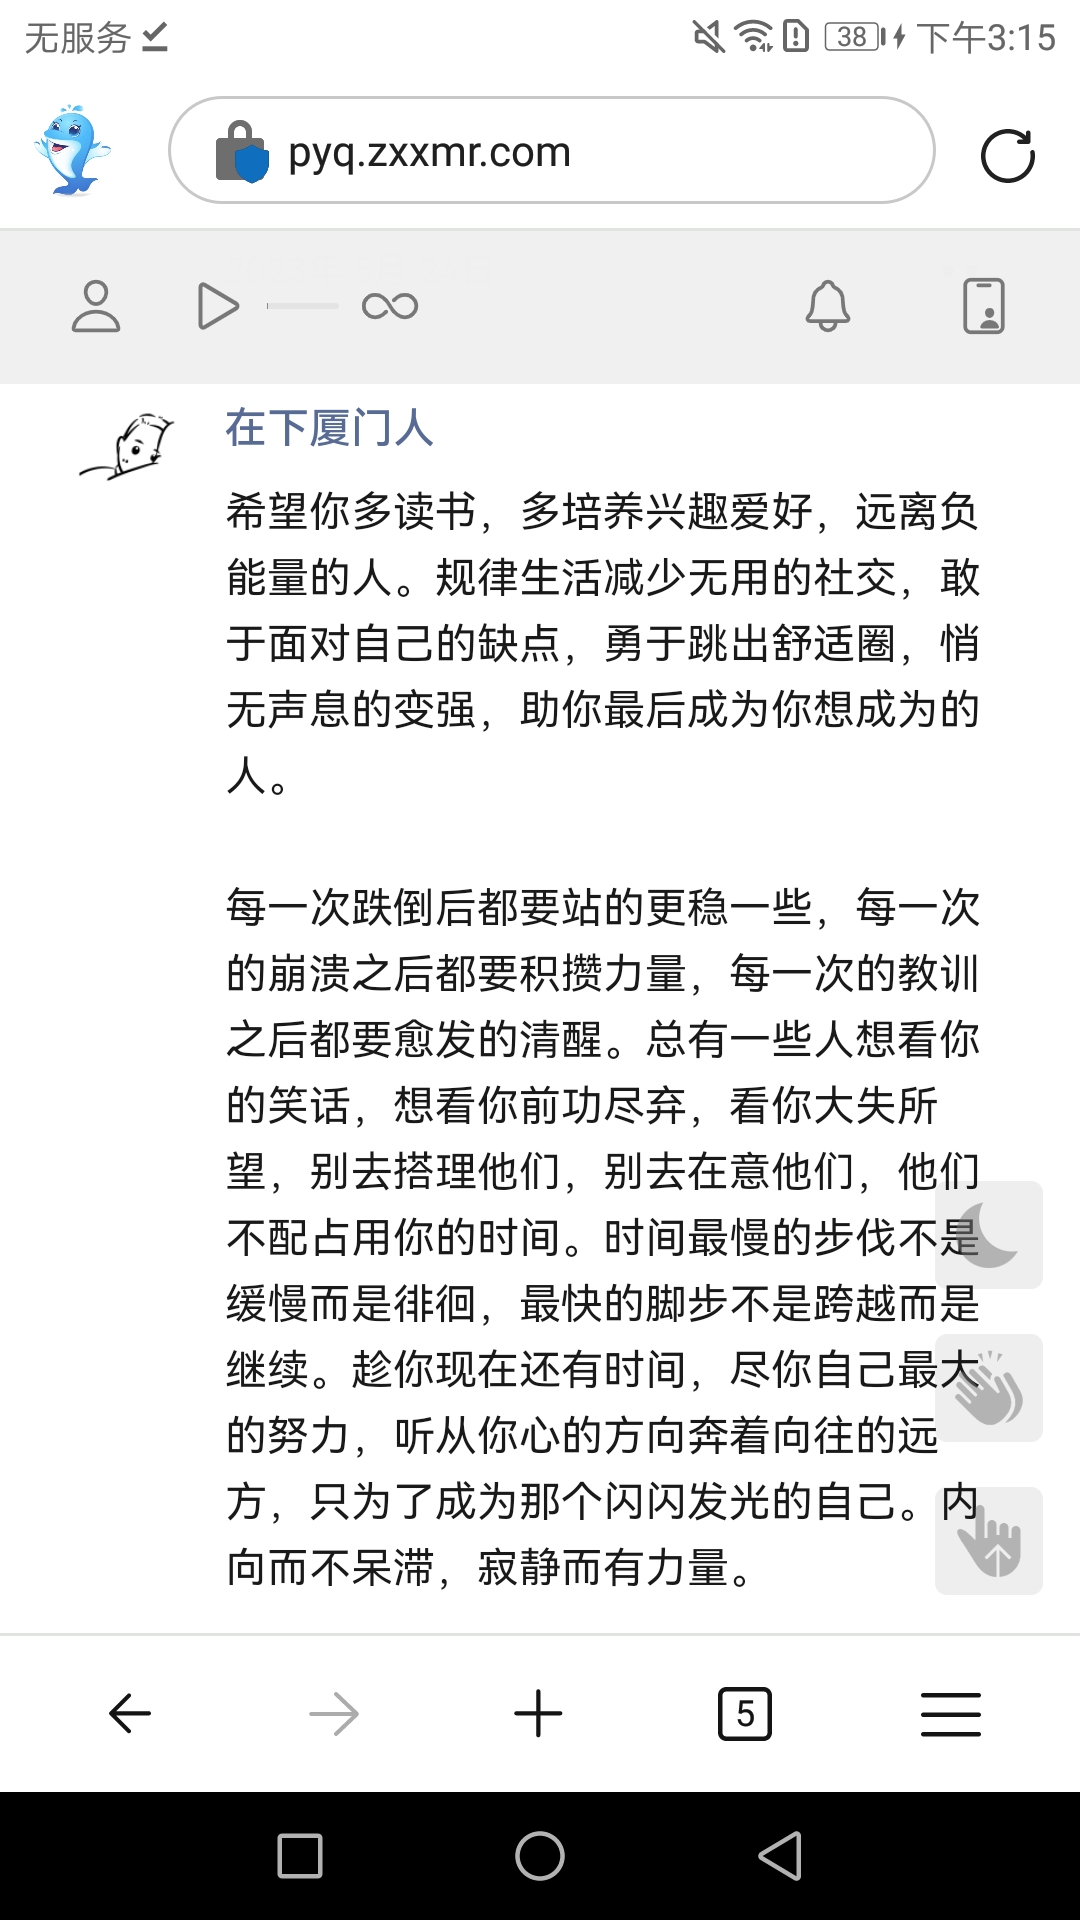 无服务
38
下午3:15
pyq.zxxmr.com
在下厦门人
希望你多读书，多培养兴趣爱好，远离负
能量的人。规律生活减少无用的社交，敢
于面对自己的缺点，勇于跳出舒适圈，悄
无声息的变强，助你最后成为你想成为的
人。
每一次跌倒后都要站的更稳一些，每一次
的崩溃之后都要积攒力量，每一次的教训
之后都要愈发的清醒。总有一些人想看你
的笑话，想看你前功尽弃，看你大失所
望，别去搭理他们，别去在意他们，他们
不配占用你的时间。时间最慢的步伐不是
缓慢而是徘徊，最快的脚步不是跨越而是
继续。趁你现在还有时间，尽你自己最大
的努力，听从你心的方向奔着向往的远
方，只为了成为那个闪闪发光的自己。内
向而不呆滞，寂静而有力量。
5